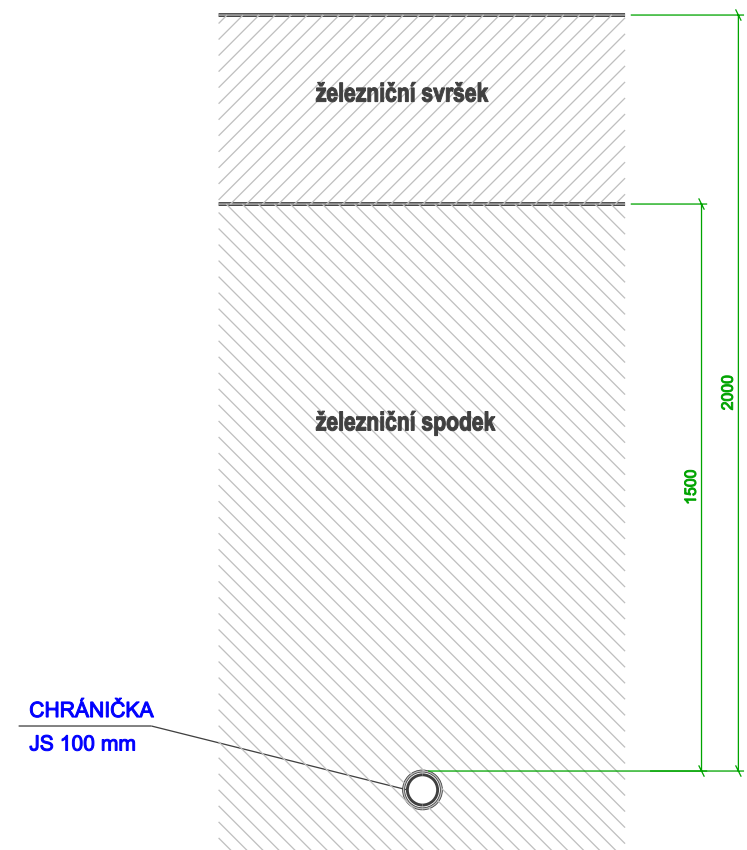 železniční svršek
železniční spodek
2000
1500
CHRÁNIČKA
JS 100 mm